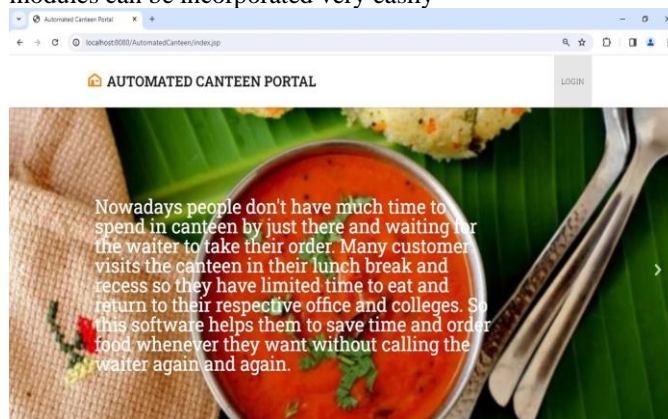 modules can be incorporated very easily
Automated Canteen Portal
localhost:8080/AutomatedCanteen/index.jsp
AUTOMATED CANTEEN PORTAL
LOGIN
Nowadays people don't have much time to
spend in canteen by just there and waiting for
the waiter to take their order. Many customer
visits the canteen in their lunch break and
recess so they have limited time to eat and
return to their respective office and colleges. So
this software helps them to save time and order
food whenever they want without calling the
waiter again and again.